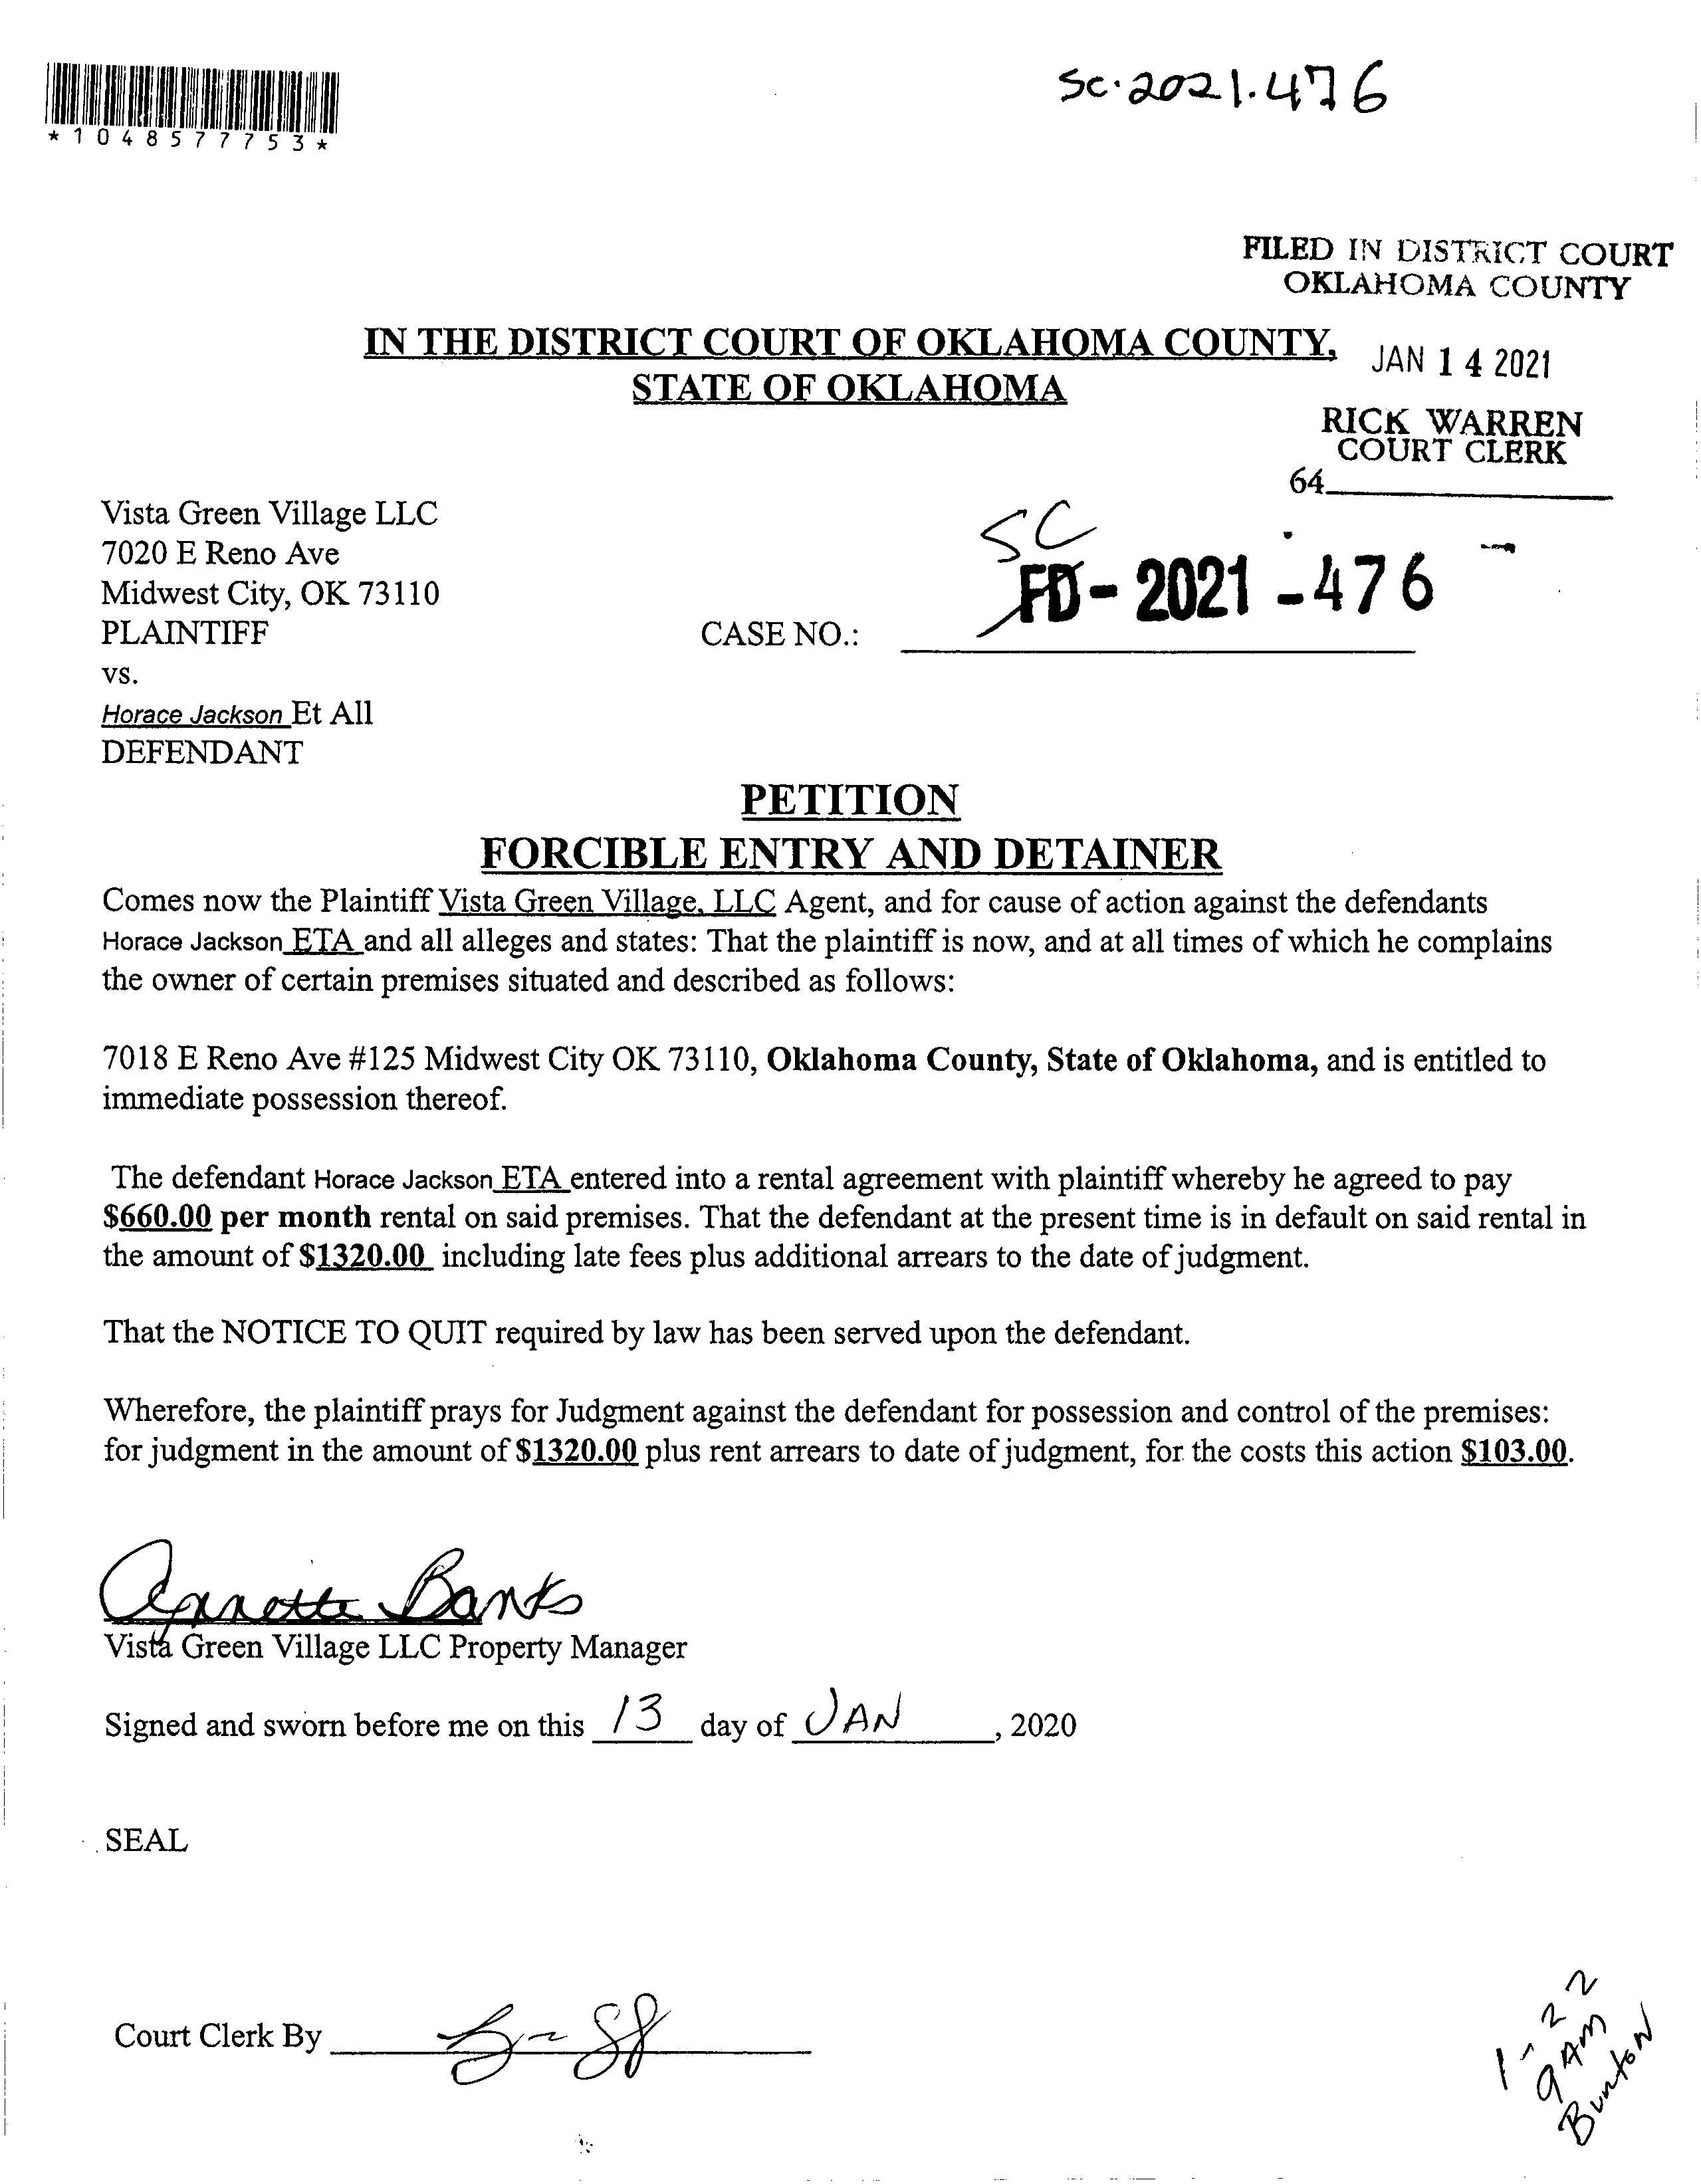 *1048577753*
SC·2021·476
FILED IN DISTRICT COURT
OKLAHOMA COUNTY
IN THE DISTRICT COURT OF OKLAHOMA COUNTY,
STATE OF OKLAHOMA
JAN 14 2021
RICK WARREN
COURT CLERK
64
Vista Green Village LLC
7020 E Reno Ave
Midwest City, OK 73110
PLAINTIFF
SC
CASE NO.: FD - 2021 - 476
vs.
Horace Jackson Et All
DEFENDANT
PETITION
FORCIBLE ENTRY AND DETAINER
Comes now the Plaintiff Vista Green Village, LLC Agent, and for cause of action against the defendants
Horace Jackson ETA and all alleges and states: That the plaintiff is now, and at all times of which he complains
the owner of certain premises situated and described as follows:
7018 E Reno Ave #125 Midwest City OK 73110, Oklahoma County, State of Oklahoma, and is entitled to
immediate possession thereof.
The defendant Horace Jackson ETA entered into a rental agreement with plaintiff whereby he agreed to pay
$660.00 per month rental on said premises. That the defendant at the present time is in default on said rental in
the amount of $1320.00 including late fees plus additional arrears to the date of judgment.
That the NOTICE TO QUIT required by law has been served upon the defendant.
Wherefore, the plaintiff prays for Judgment against the defendant for possession and control of the premises:
for judgment in the amount of $1320.00 plus rent arrears to date of judgment, for the costs this action $103.00.
Annette Banks
Vista Green Village LLC Property Manager
Signed and sworn before me on this 13 day of JAN, 2020
SEAL
Court Clerk By
1-22
9AM
Bunton